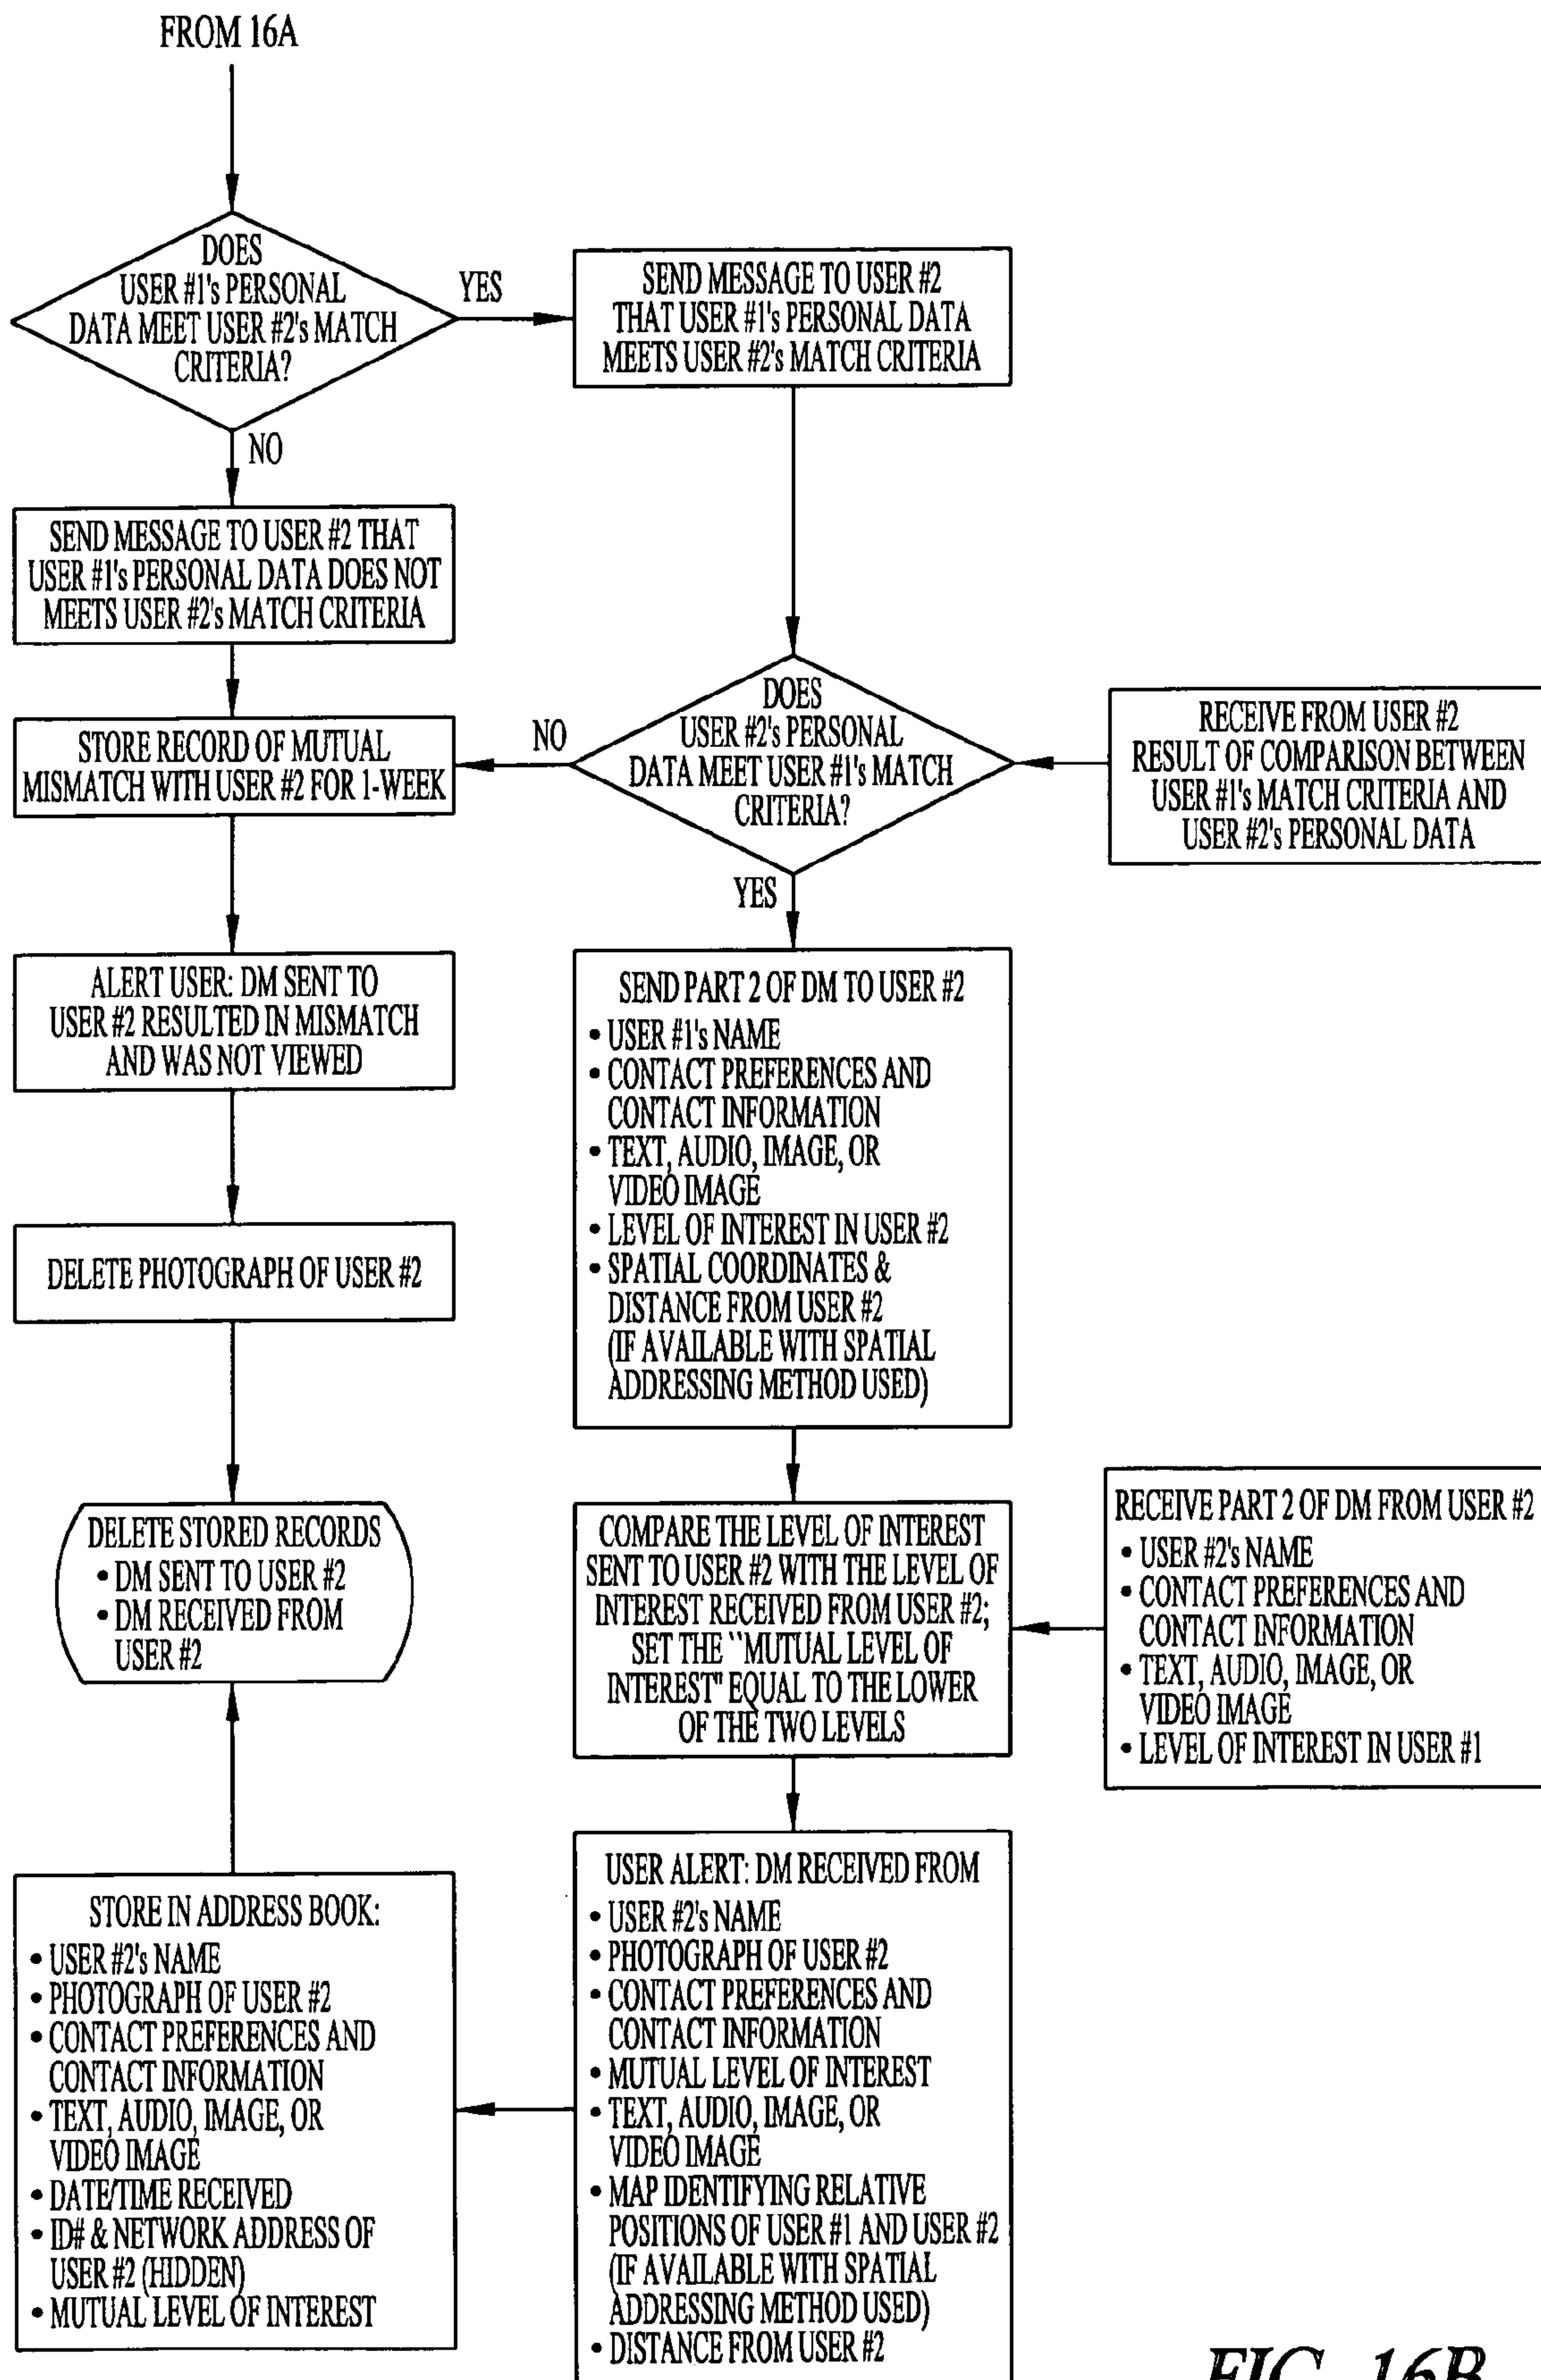 FROM 16A
DOES
USER #1's PERSONAL
DATA MEET USER #2's MATCH
CRITERIA?
YES
NO
SEND MESSAGE TO USER #2
THAT USER #1's PERSONAL DATA
MEETS USER #2's MATCH CRITERIA
SEND MESSAGE TO USER #2 THAT
USER #1's PERSONAL DATA DOES NOT
MEETS USER #2's MATCH CRITERIA
STORE RECORD OF MUTUAL
MISMATCH WITH USER #2 FOR 1-WEEK
NO
DOES
USER #2's PERSONAL
DATA MEET USER #1's MATCH
CRITERIA?
YES
RECEIVE FROM USER #2
RESULT OF COMPARISON BETWEEN
USER #1's MATCH CRITERIA AND
USER #2's PERSONAL DATA
ALERT USER: DM SENT TO
USER #2 RESULTED IN MISMATCH
AND WAS NOT VIEWED
DELETE PHOTOGRAPH OF USER #2
SEND PART 2 OF DM TO USER #2
• USER #1's NAME
• CONTACT PREFERENCES AND
CONTACT INFORMATION
• TEXT, AUDIO, IMAGE, OR
VIDEO IMAGE
• LEVEL OF INTEREST IN USER #2
• SPATIAL COORDINATES &
DISTANCE FROM USER #2
(IF AVAILABLE WITH SPATIAL
ADDRESSING METHOD USED)
DELETE STORED RECORDS
• DM SENT TO USER #2
• DM RECEIVED FROM
USER #2
COMPARE THE LEVEL OF INTEREST
SENT TO USER #2 WITH THE LEVEL OF
INTEREST RECEIVED FROM USER #2;
SET THE ``MUTUAL LEVEL OF
INTEREST" EQUAL TO THE LOWER
OF THE TWO LEVELS
RECEIVE PART 2 OF DM FROM USER #2
• USER #2's NAME
• CONTACT PREFERENCES AND
CONTACT INFORMATION
• TEXT, AUDIO, IMAGE, OR
VIDEO IMAGE
• LEVEL OF INTEREST IN USER #1
STORE IN ADDRESS BOOK:
• USER #2's NAME
• PHOTOGRAPH OF USER #2
• CONTACT PREFERENCES AND
CONTACT INFORMATION
• TEXT, AUDIO, IMAGE, OR
VIDEO IMAGE
• DATE/TIME RECEIVED
• ID# & NETWORK ADDRESS OF
USER #2 (HIDDEN)
• MUTUAL LEVEL OF INTEREST
USER ALERT: DM RECEIVED FROM
• USER #2's NAME
• PHOTOGRAPH OF USER #2
• CONTACT PREFERENCES AND
CONTACT INFORMATION
• MUTUAL LEVEL OF INTEREST
• TEXT, AUDIO, IMAGE, OR
VIDEO IMAGE
• MAP IDENTIFYING RELATIVE
POSITIONS OF USER #1 AND USER #2
(IF AVAILABLE WITH SPATIAL
ADDRESSING METHOD USED)
• DISTANCE FROM USER #2
FIG. 16B